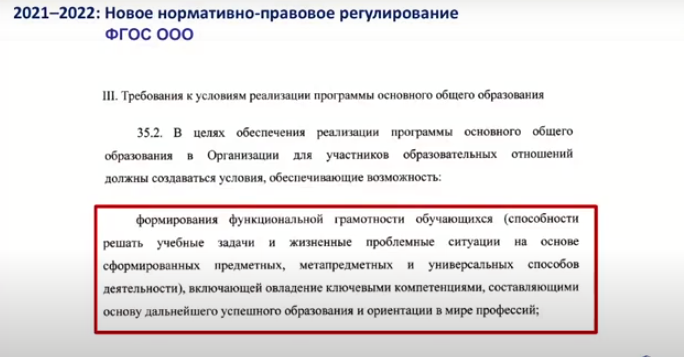 2021–2022: Новое нормативно-правовое регулирование
ФГОС ООО
III. Требования к условиям реализации программы основного общего образования
35.2. В целях обеспечения реализации программы основного общего
образования в Организации для участников образовательных отношений
должны создаваться условия, обеспечивающие возможность:
формирования функциональной грамотности обучающихся (способности
решать учебные задачи и жизненные проблемные ситуации на основе
сформированных предметных, метапредметных и универсальных способов
деятельности), включающей овладение ключевыми компетенциями, составляющими
основу дальнейшего успешного образования и ориентации в мире профессий;